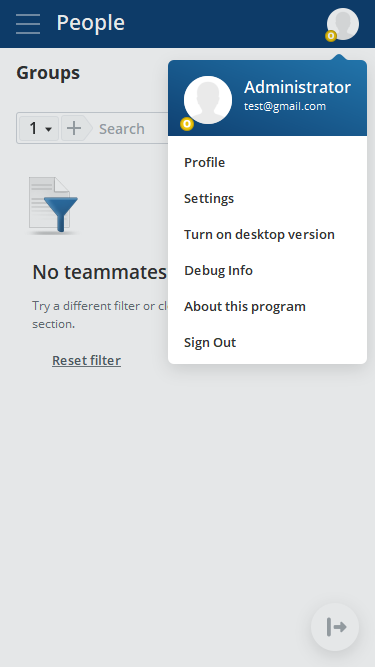 People
Groups
Administrator
test@gmail.com
1
Search
Profile
Settings
Turn on desktop version
Debug Info
About this program
Sign Out
No teammates
Try a different filter or cl
section.
Reset filter